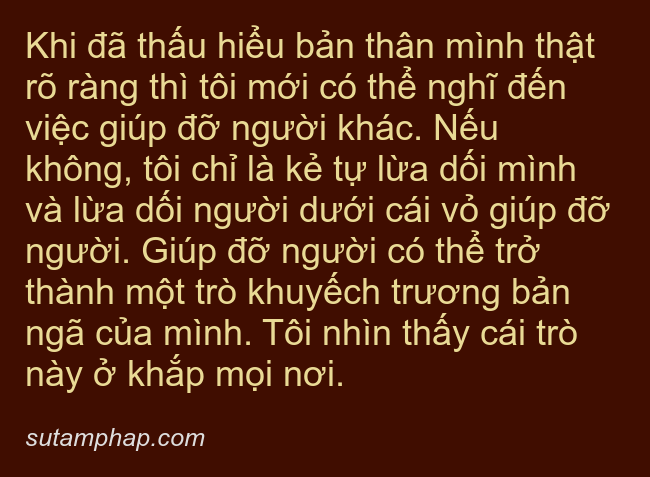 Khi đã thấu hiểu bản thân mình thật
rõ ràng thì tôi mới có thể nghĩ đến
việc giúp đỡ người khác. Nếu
không, tôi chỉ là kẻ tự lừa dối mình
và lừa dối người dưới cái vỏ giúp đỡ
người. Giúp đỡ người có thể trở
thành một trò khuyếch trương bản
ngã của mình. Tôi nhìn thấy cái trò
này ở khắp mọi nơi.
sutamphap.com